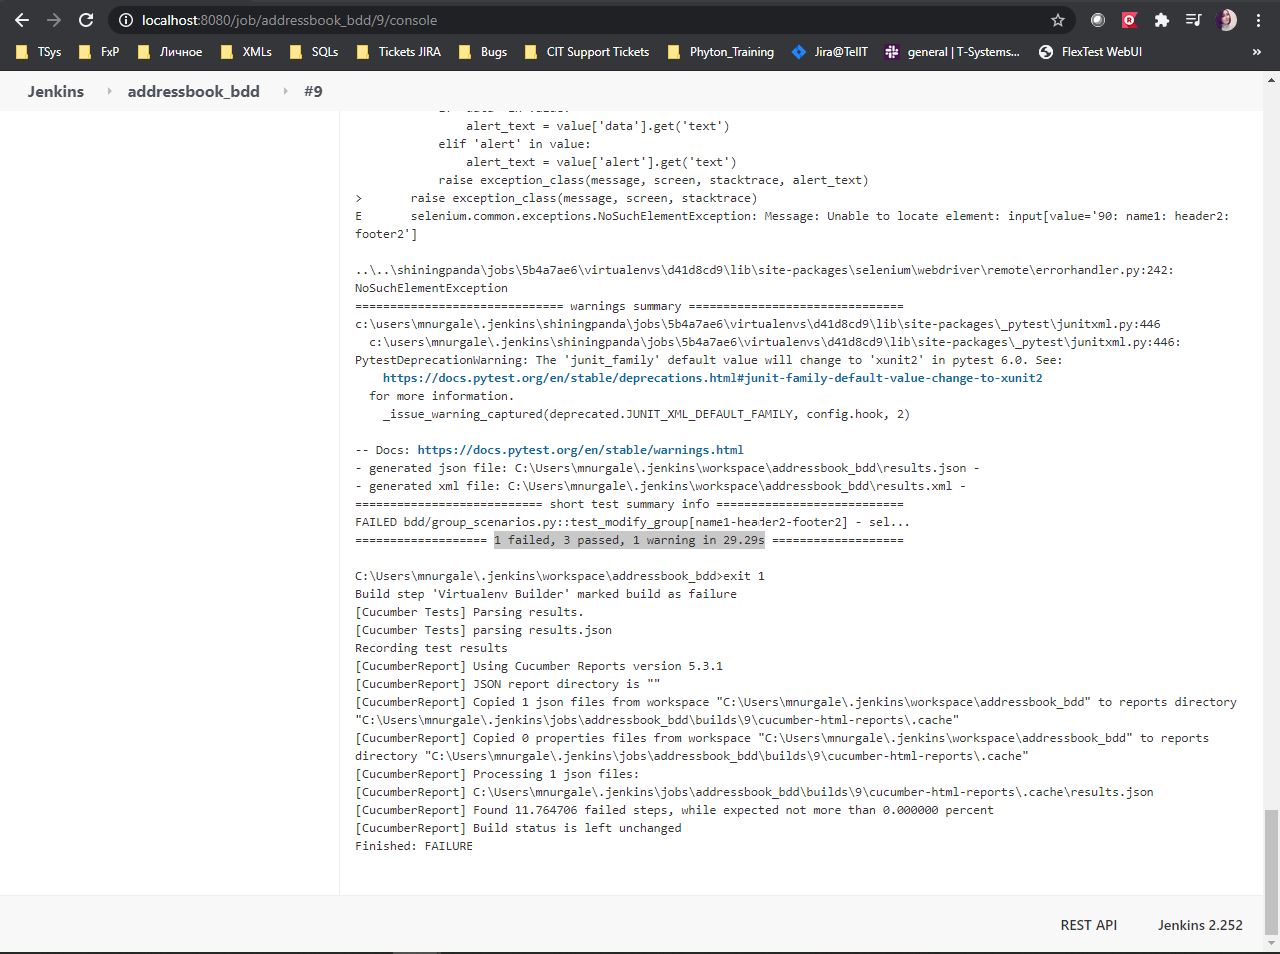 localhost:8080/job/addressbook_bdd/9/console
TSys FxP Личное XMLs SQLs Tickets JIRA Bugs CIT Support Tickets Phyton_Training Jira@TelIT general | T-Systems... FlexTest WebUI »
Jenkins addressbook_bdd #9
alert_text = value['data'].get('text')
elif 'alert' in value:
alert_text = value['alert'].get('text')
raise exception_class(message, screen, stacktrace, alert_text)
> raise exception_class(message, screen, stacktrace)
E selenium.common.exceptions.NoSuchElementException: Message: Unable to locate element: input[value='90: name1: header2:
footer2']
..\..\shiningpanda\jobs\5b4a7ae6\virtualenvs\d41d8cd9\lib\site-packages\selenium\webdriver\remote\errorhandler.py:242:
NoSuchElementException
============================== warnings summary ===============================
c:\users\mnurgale\.jenkins\shiningpanda\jobs\5b4a7ae6\virtualenvs\d41d8cd9\lib\site-packages\_pytest\junitxml.py:446
c:\users\mnurgale\.jenkins\shiningpanda\jobs\5b4a7ae6\virtualenvs\d41d8cd9\lib\site-packages\_pytest\junitxml.py:446:
PytestDeprecationWarning: The 'junit_family' default value will change to 'xunit2' in pytest 6.0. See:
https://docs.pytest.org/en/stable/deprecations.html#junit-family-default-value-change-to-xunit2
for more information.
_issue_warning_captured(deprecated.JUNIT_XML_DEFAULT_FAMILY, config.hook, 2)
-- Docs: https://docs.pytest.org/en/stable/warnings.html
- generated json file: C:\Users\mnurgale\.jenkins\workspace\addressbook_bdd\results.json -
- generated xml file: C:\Users\mnurgale\.jenkins\workspace\addressbook_bdd\results.xml -
=========================== short test summary info ===========================
FAILED bdd/group_scenarios.py::test_modify_group[name1-header2-footer2] - sel...
=================== 1 failed, 3 passed, 1 warning in 29.29s ===================
C:\Users\mnurgale\.jenkins\workspace\addressbook_bdd>exit 1
Build step 'Virtualenv Builder' marked build as failure
[Cucumber Tests] Parsing results.
[Cucumber Tests] parsing results.json
Recording test results
[CucumberReport] Using Cucumber Reports version 5.3.1
[CucumberReport] JSON report directory is ""
[CucumberReport] Copied 1 json files from workspace "C:\Users\mnurgale\.jenkins\workspace\addressbook_bdd" to reports directory
"C:\Users\mnurgale\.jenkins\jobs\addressbook_bdd\builds\9\cucumber-html-reports\.cache"
[CucumberReport] Copied 0 properties files from workspace "C:\Users\mnurgale\.jenkins\workspace\addressbook_bdd" to reports
directory "C:\Users\mnurgale\.jenkins\jobs\addressbook_bdd\builds\9\cucumber-html-reports\.cache"
[CucumberReport] Processing 1 json files:
[CucumberReport] C:\Users\mnurgale\.jenkins\jobs\addressbook_bdd\builds\9\cucumber-html-reports\.cache\results.json
[CucumberReport] Found 11.764706 failed steps, while expected not more than 0.000000 percent
[CucumberReport] Build status is left unchanged
Finished: FAILURE
REST API Jenkins 2.252